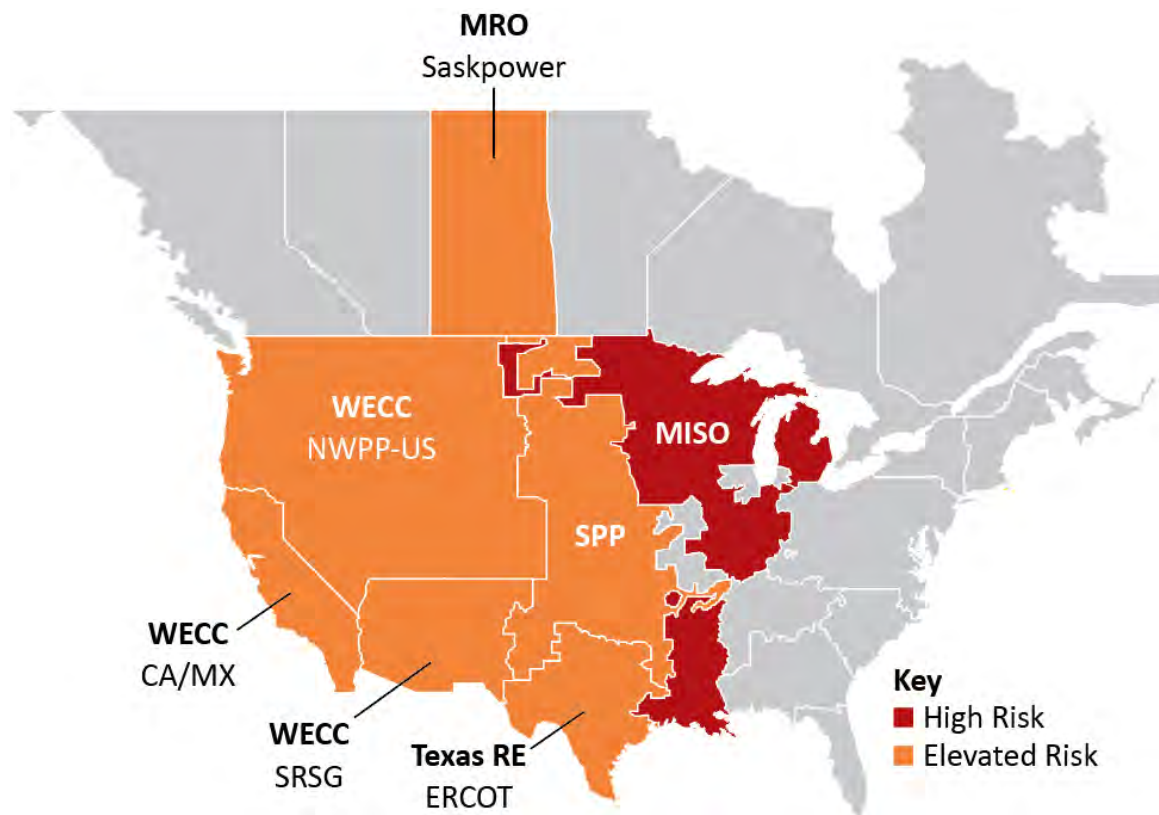 MRO
Saskpower
WECC
NWPP-US
MISO
SPP
WECC
CA/MX
WECC
SRSG
Texas RE
ERCOT
Key
High Risk
Elevated Risk